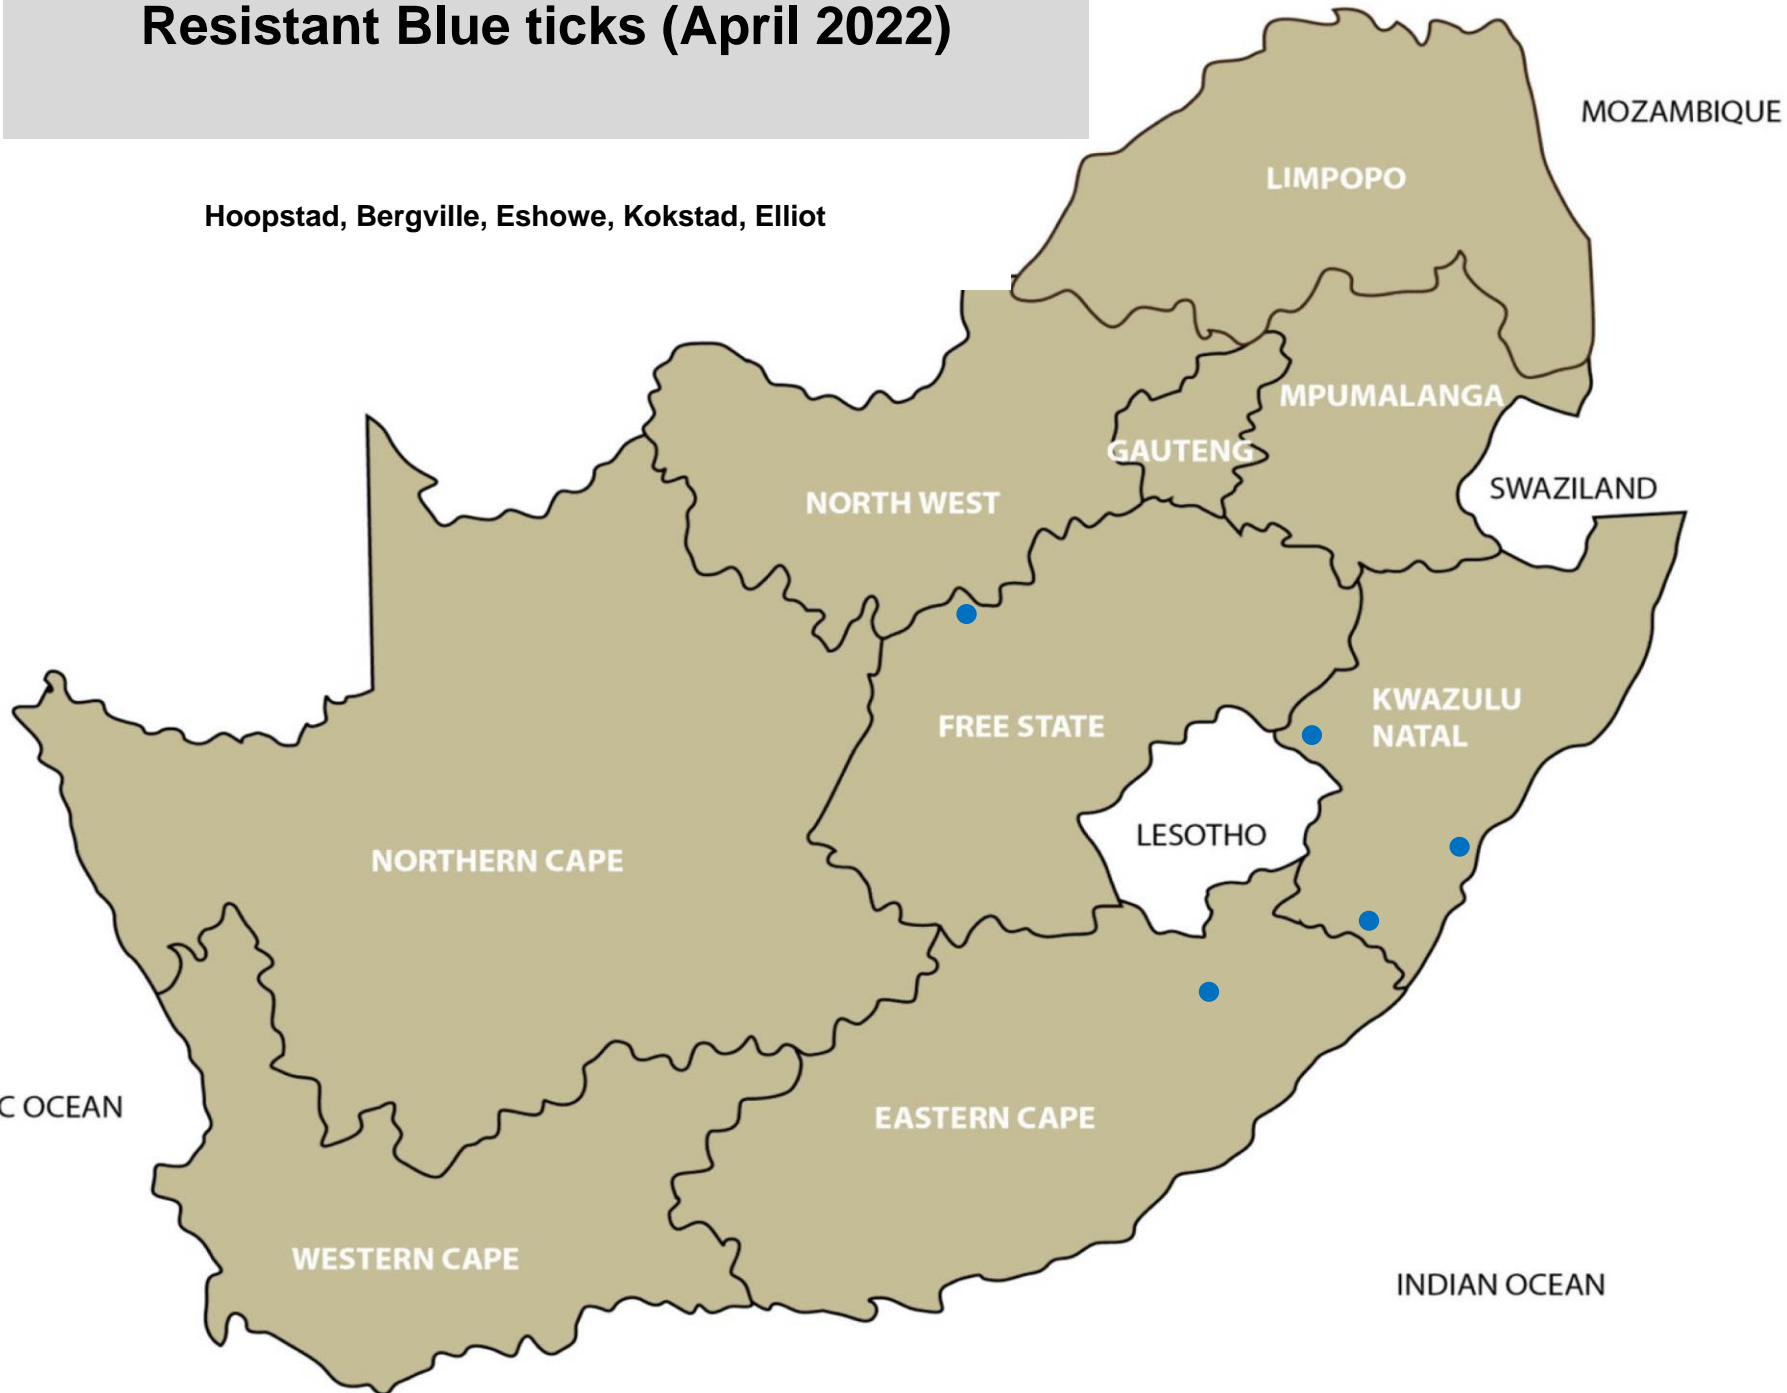 Resistant Blue ticks (April 2022)
MOZAMBIQUE
LIMPOPO
Hoopstad, Bergville, Eshowe, Kokstad, Elliot
MPUMALANGA
GAUTENG
SWAZILAND
NORTH WEST
KWAZULU
NATAL
FREE STATE
LESOTHO
NORTHERN CAPE
C OCEAN
EASTERN CAPE
WESTERN CAPE
INDIAN OCEAN